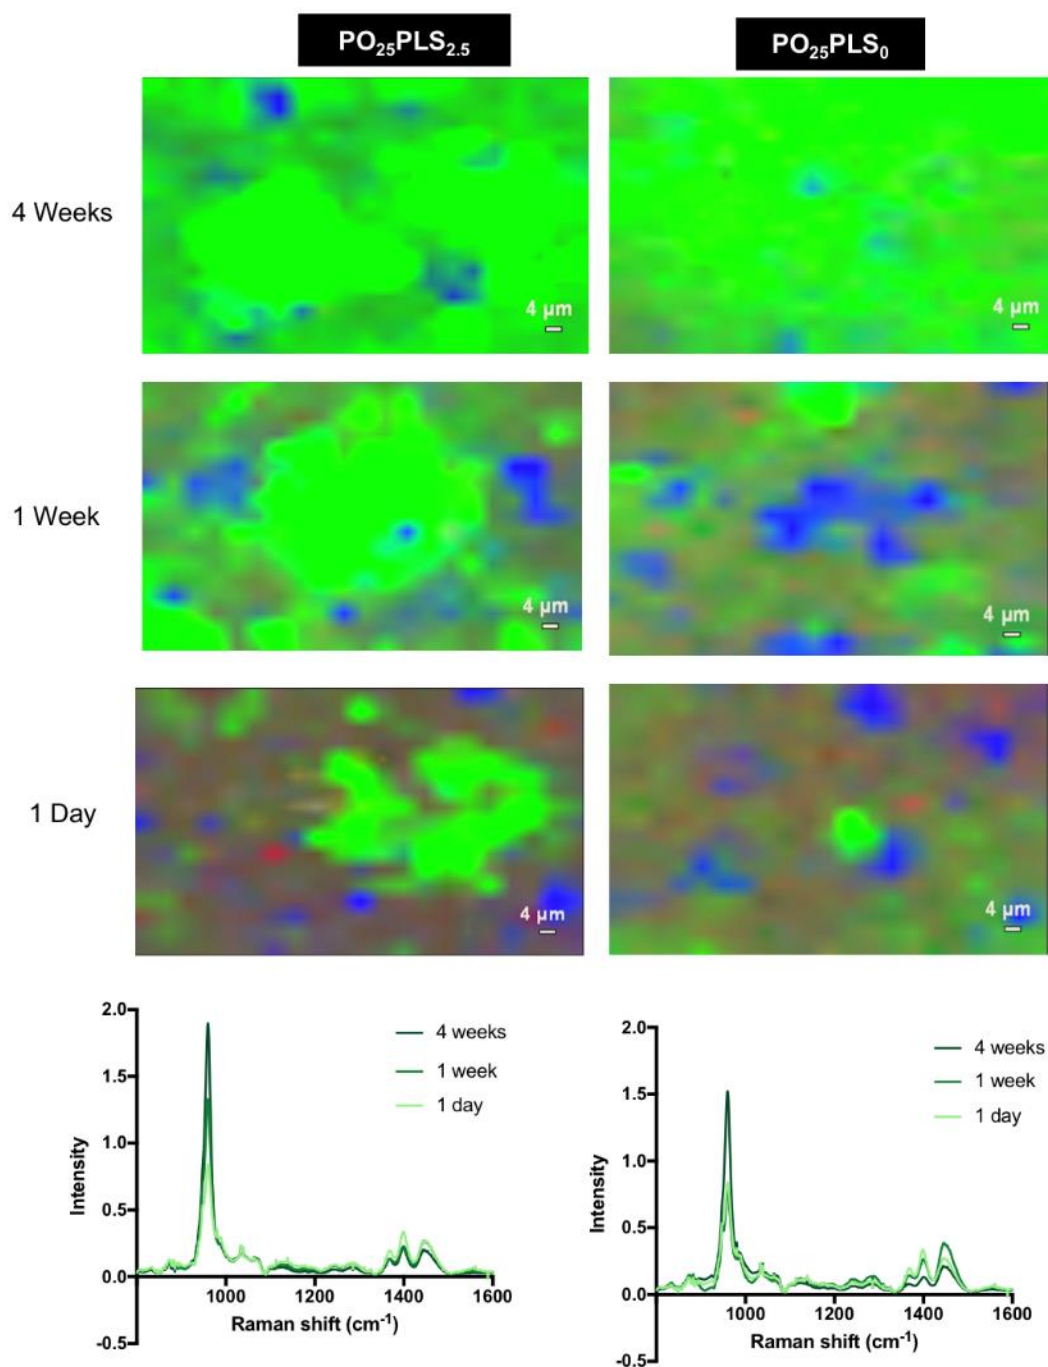 PO₂₅PLS₂.₅
PO₂₅PLS₀
4 Weeks
4 µm
4 µm
1 Week
4 µm
4 µm
1 Day
4 µm
4 µm
2.0
1.5
1.0
0.5
0.0
-0.5
Intensity
1000
1200
1400
1600
Raman shift (cm⁻¹)
4 weeks
1 week
1 day
2.0
1.5
1.0
0.5
0.0
-0.5
Intensity
1000
1200
1400
1600
Raman shift (cm⁻¹)
4 weeks
1 week
1 day